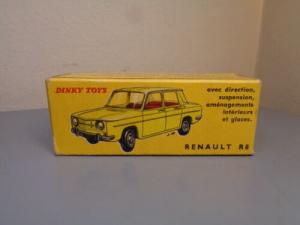 DINKY TOYS
avec direction,
suspension,
aménagements
intérieurs
et glaces.
RENAULT R8